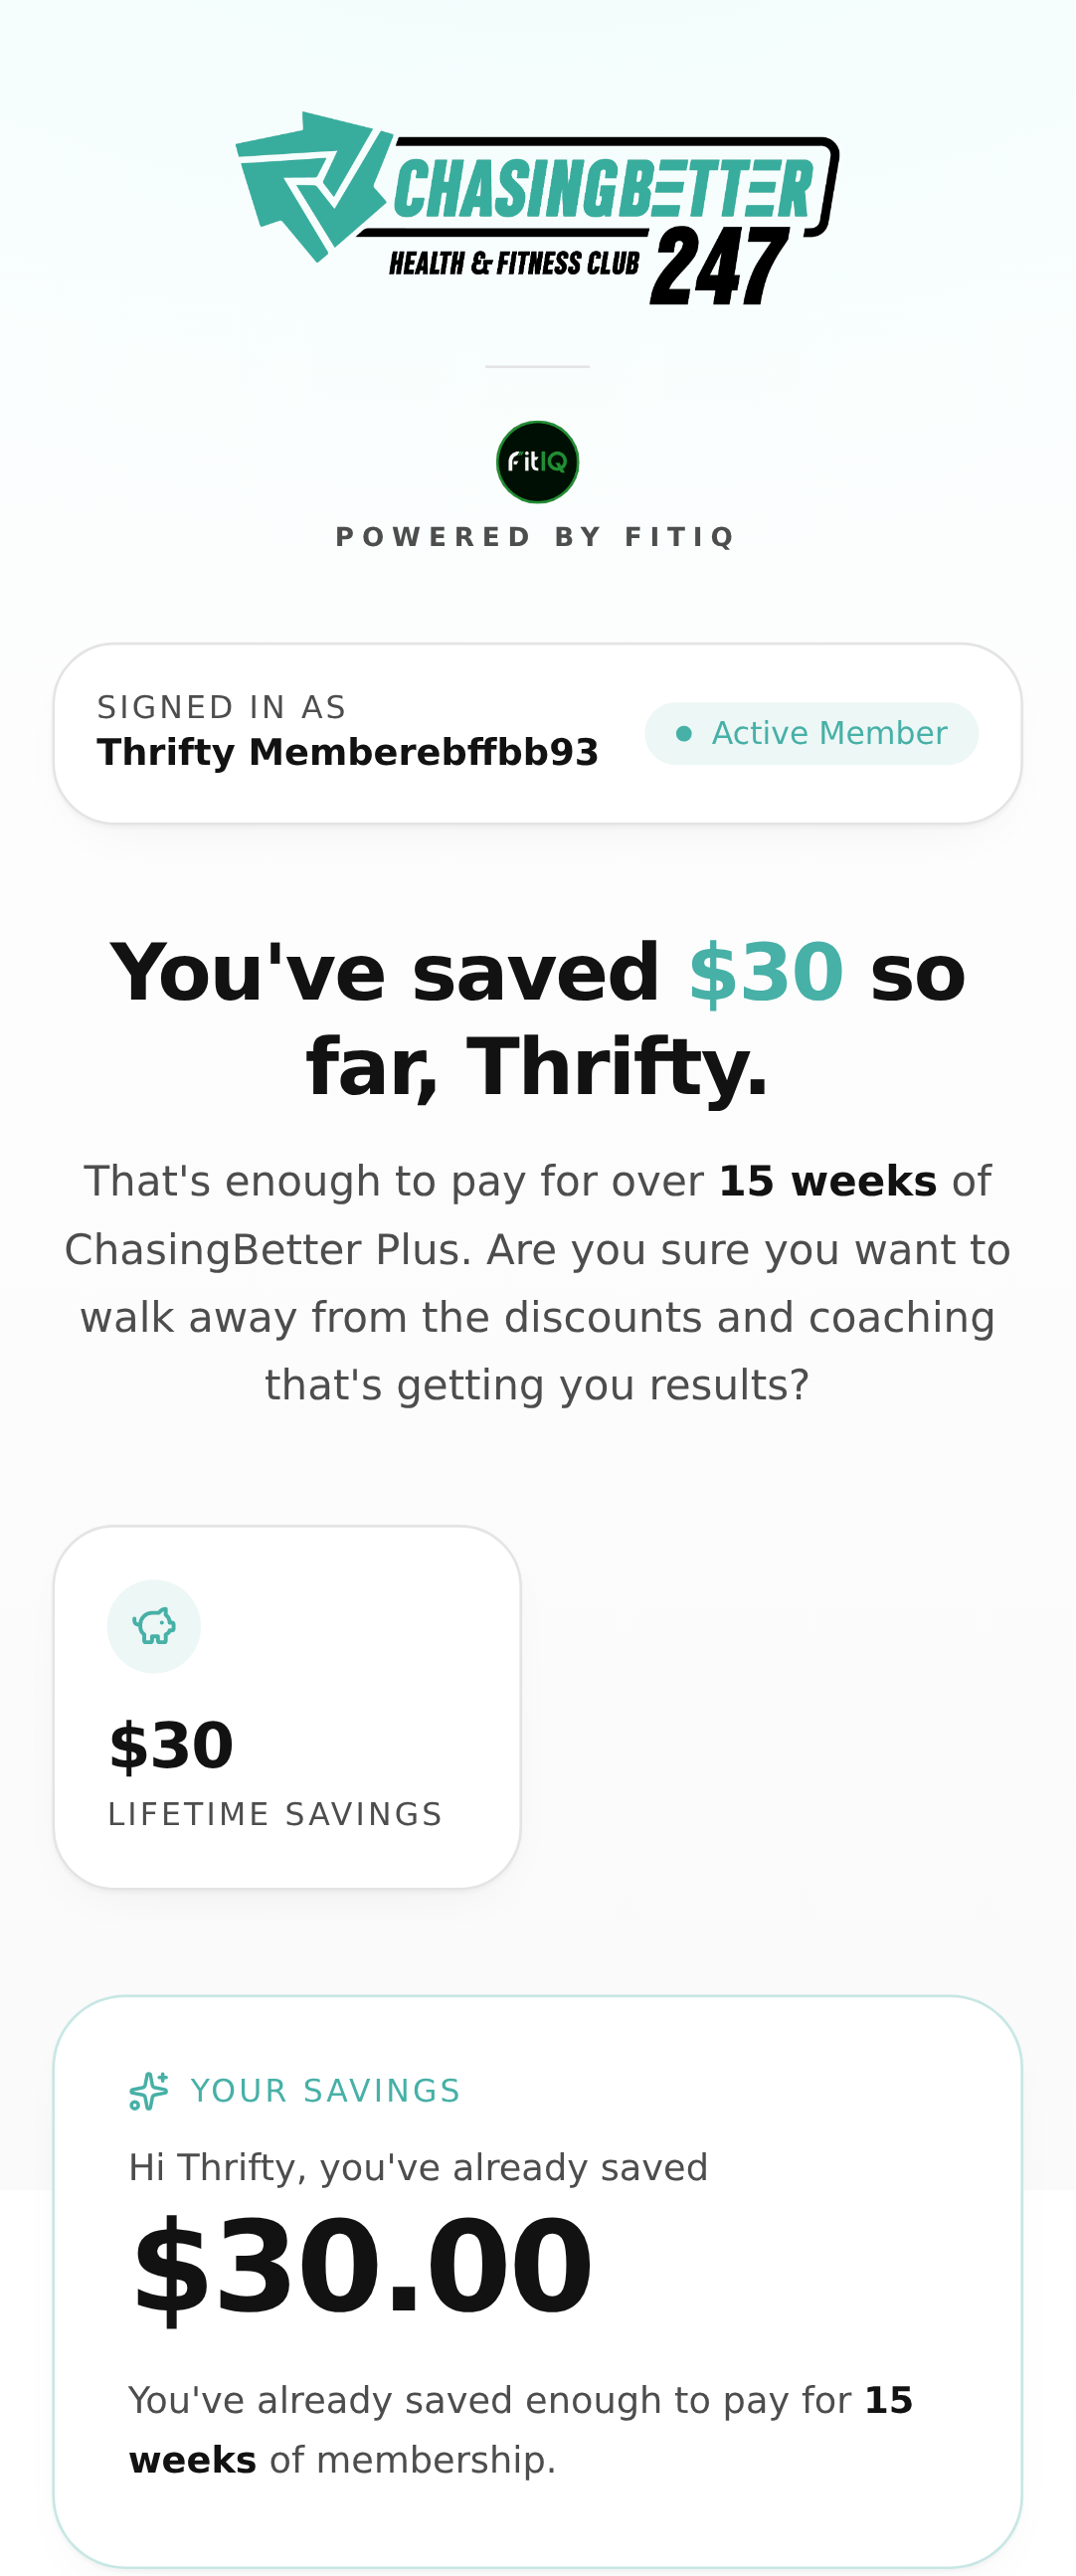 CHASINGBETTER
HEALTH & FITNESS CLUB 247
FitIQ
POWERED BY FITIQ
SIGNED IN AS
Thrifty Memberebffbb93
Active Member
You've saved $30 so
far, Thrifty.
That's enough to pay for over 15 weeks of
ChasingBetter Plus. Are you sure you want to
walk away from the discounts and coaching
that's getting you results?
$30
LIFETIME SAVINGS
YOUR SAVINGS
Hi Thrifty, you've already saved
$30.00
You've already saved enough to pay for 15
weeks of membership.